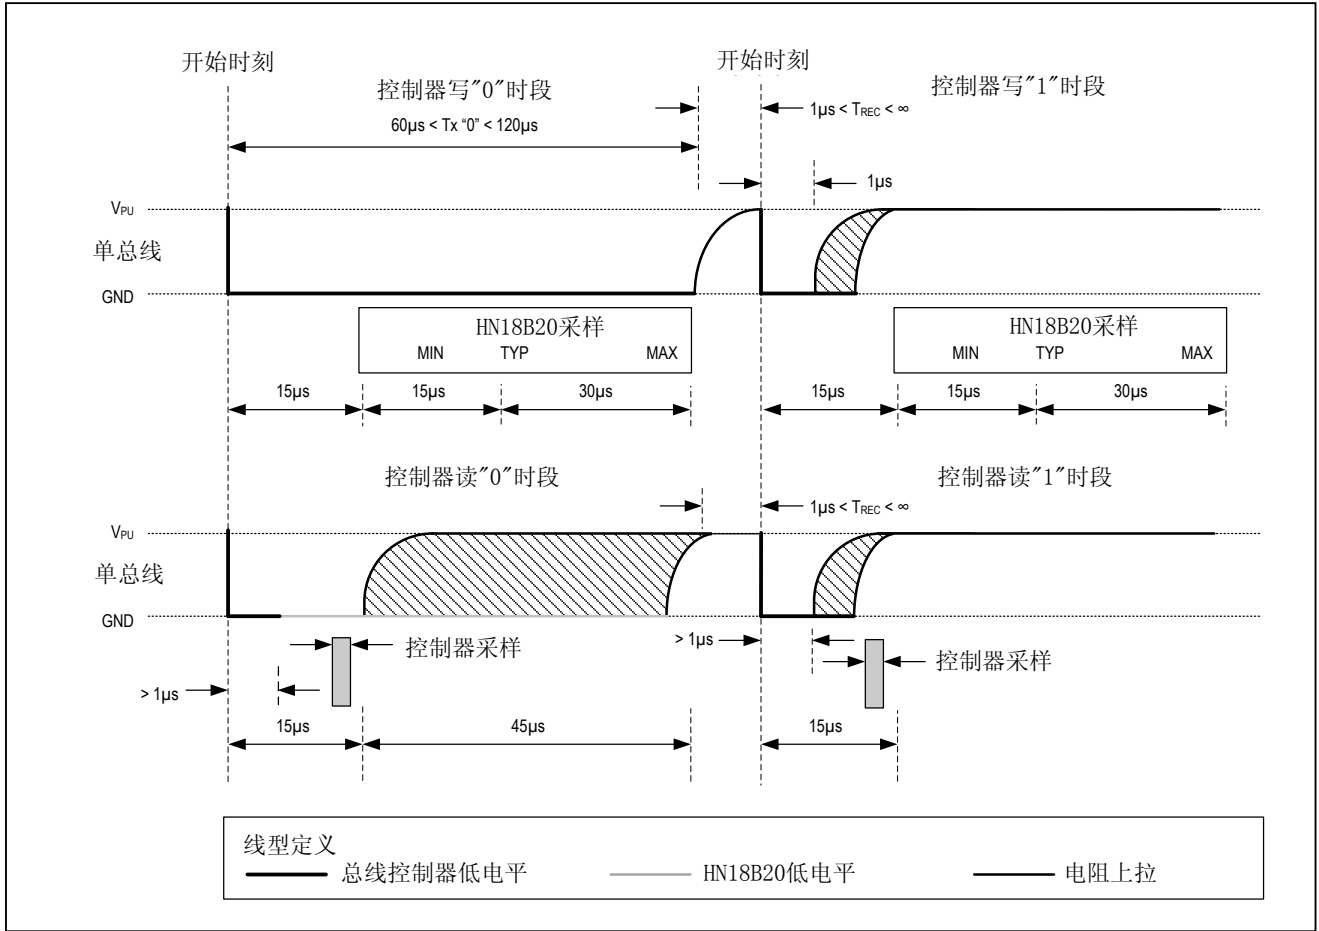 开始时刻
开始时刻
控制器写"0"时段
控制器写"1"时段
60µs < Tx “0” < 120µs
1µs < TREC < ∞
1µs
VPU
单总线
GND
HN18B20采样
MIN TYP MAX
HN18B20采样
MIN TYP MAX
15µs 15µs 30µs
15µs 15µs 30µs
控制器读"0"时段
控制器读"1"时段
1µs < TREC < ∞
VPU
单总线
GND
控制器采样
> 1µs
控制器采样
> 1µs
15µs 45µs 15µs
线型定义
总线控制器低电平 HN18B20低电平 电阻上拉